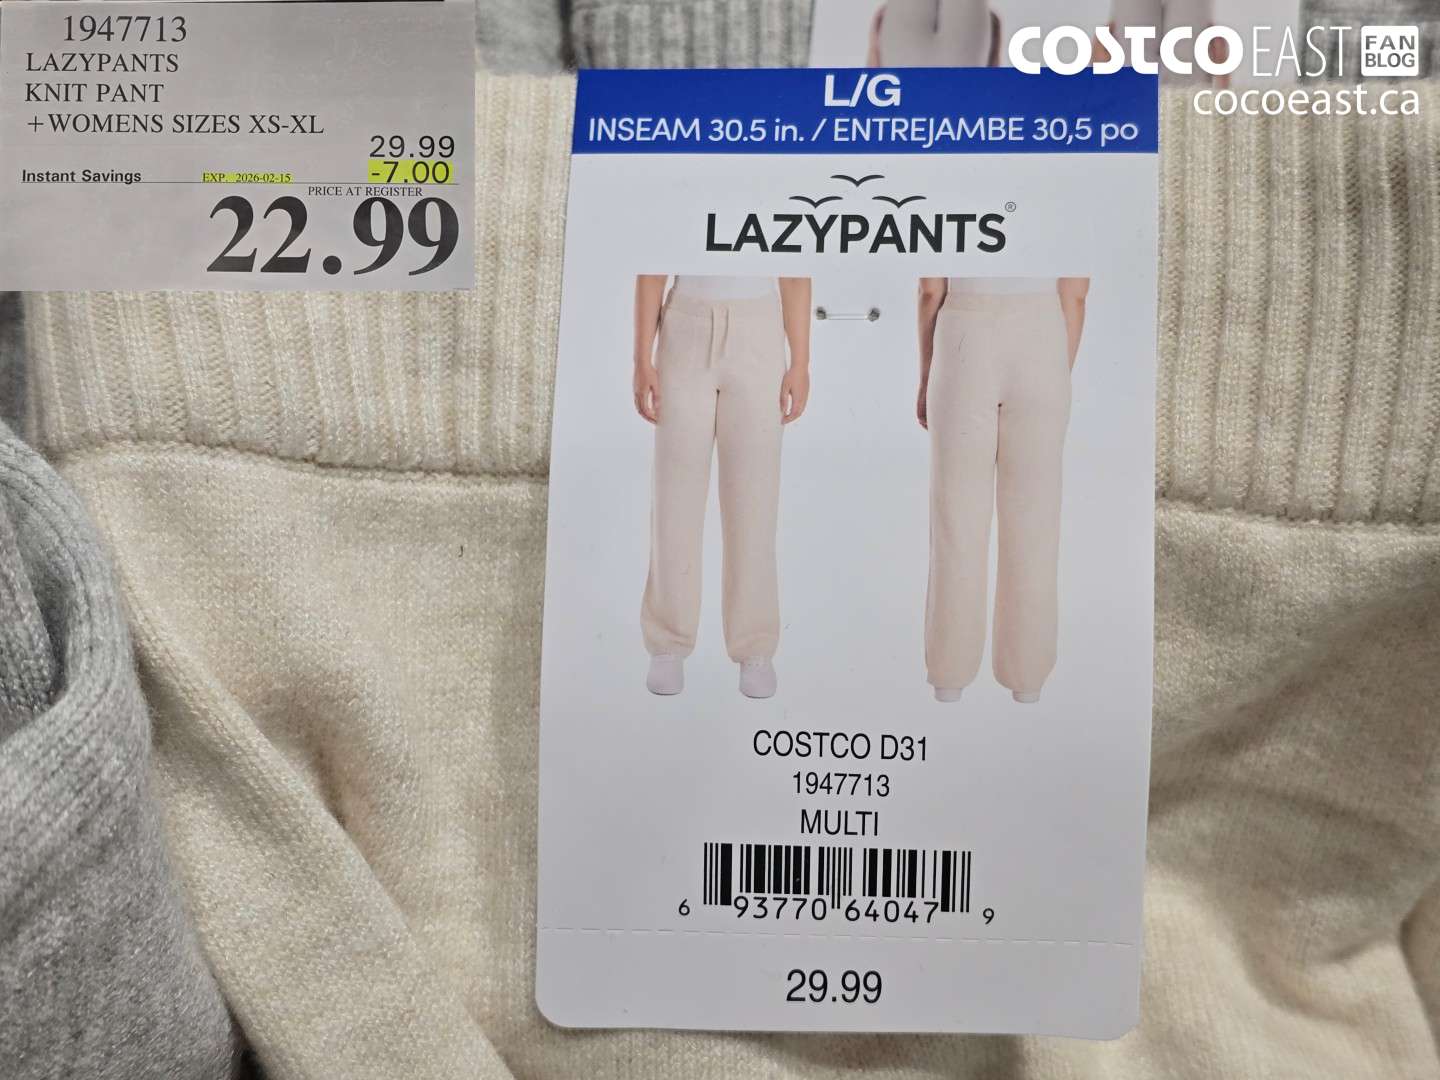 1947713
LAZYPANTS
KNIT PANT
+WOMENS SIZES XS-XL
29.99
Instant Savings EXP. 2026-02-15 -7.00
PRICE AT REGISTER
22.99
COSTCO EAST FAN BLOG
cocoeast.ca
L/G
INSEAM 30.5 in. / ENTREJAMBE 30,5 po
LAZYPANTS®
COSTCO D31
1947713
MULTI
6 93770 64047 9
29.99